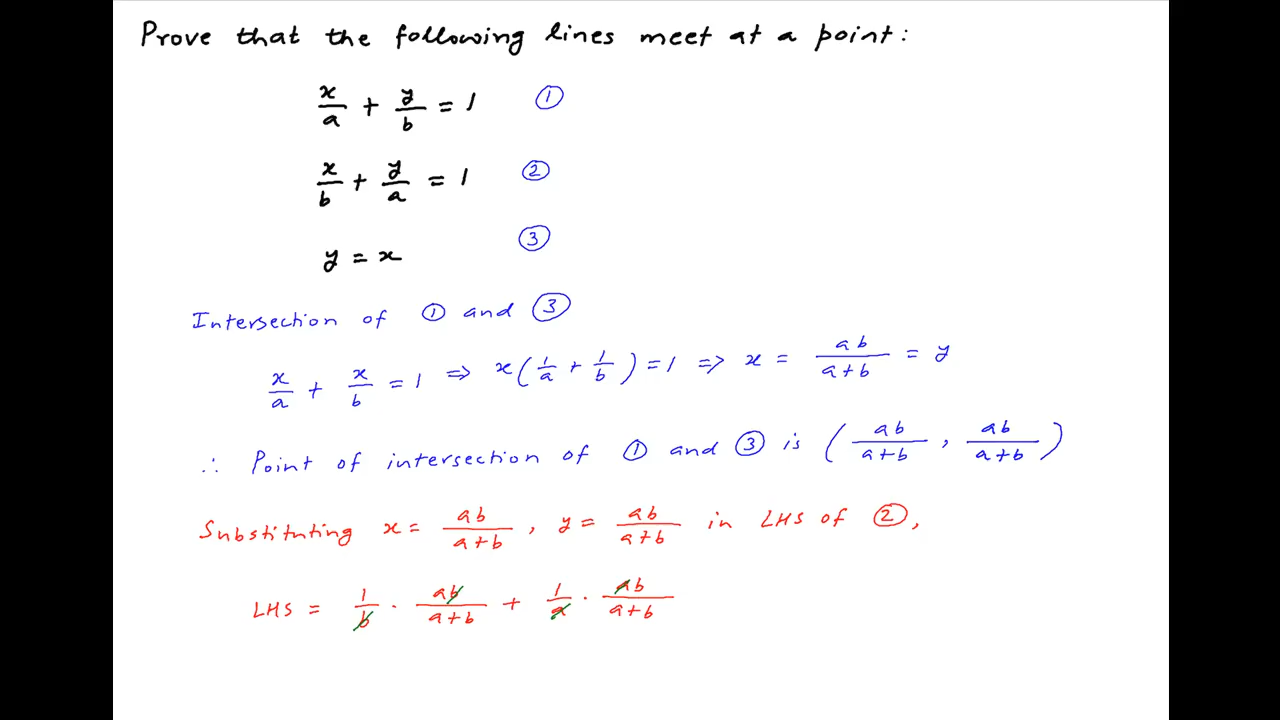 Prove that the following lines meet at a point:
x/a + y/b = 1 ①
x/b + y/a = 1 ②
y = x ③
Intersection of ① and ③
x/a + x/b = 1 ⇒ x(1/a + 1/b) = 1 ⇒ x = ab/(a+b) = y
∴ Point of intersection of ① and ③ is (ab/(a+b), ab/(a+b))
Substituting x = ab/(a+b), y = ab/(a+b) in LHS of ②,
LHS = 1/b · ab/(a+b) + 1/a · ab/(a+b)